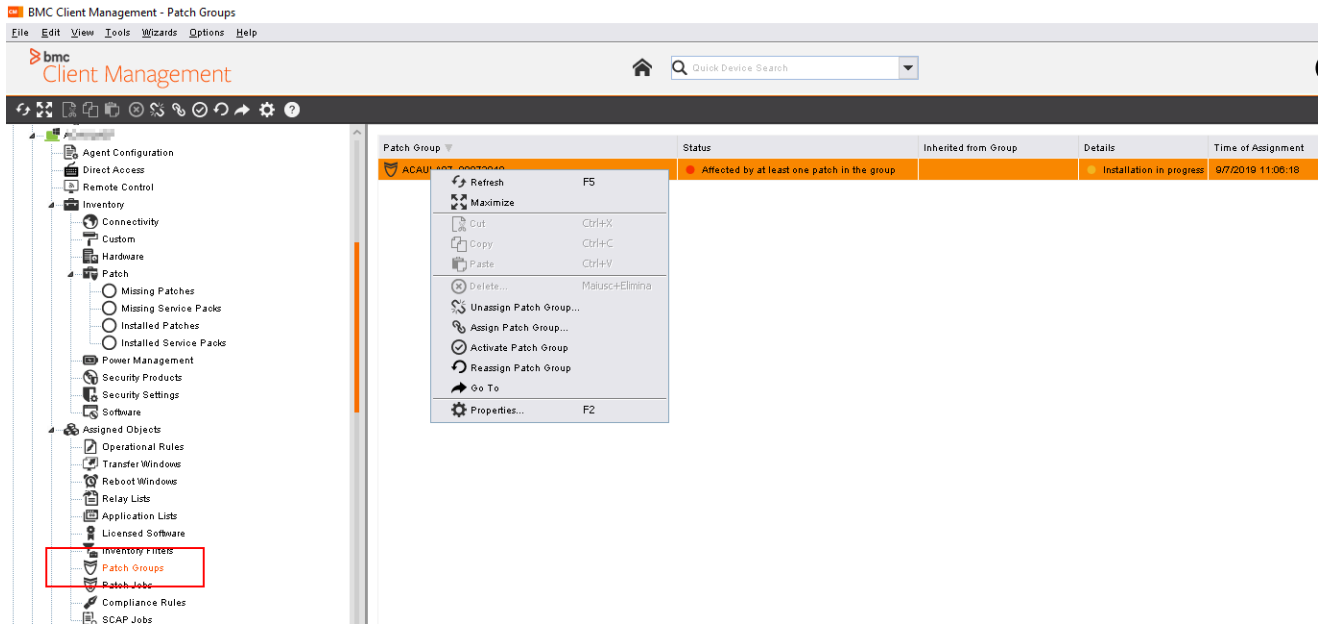 BMC Client Management - Patch Groups
File Edit View Tools Wizards Options Help
bmc
Client Management
Quick Device Search
Agent Configuration
Direct Access
Remote Control
Inventory
Connectivity
Custom
Hardware
Patch
Missing Patches
Missing Service Packs
Installed Patches
Installed Service Packs
Power Management
Security Products
Security Settings
Software
Assigned Objects
Operational Rules
Transfer Windows
Reboot Windows
Relay Lists
Application Lists
Licensed Software
Inventory Filters
Patch Groups
Patch Jobs
Compliance Rules
SCAP Jobs
Patch Group Status Inherited from Group Details Time of Assignment
Affected by at least one patch in the group Installation in progress 9/7/2019 11:06:18
Refresh F5
Maximize
Cut Ctrl+X
Copy Ctrl+C
Paste Ctrl+V
Delete... Maiusc+Elimina
Unassign Patch Group...
Assign Patch Group...
Activate Patch Group
Reassign Patch Group
Go To
Properties... F2